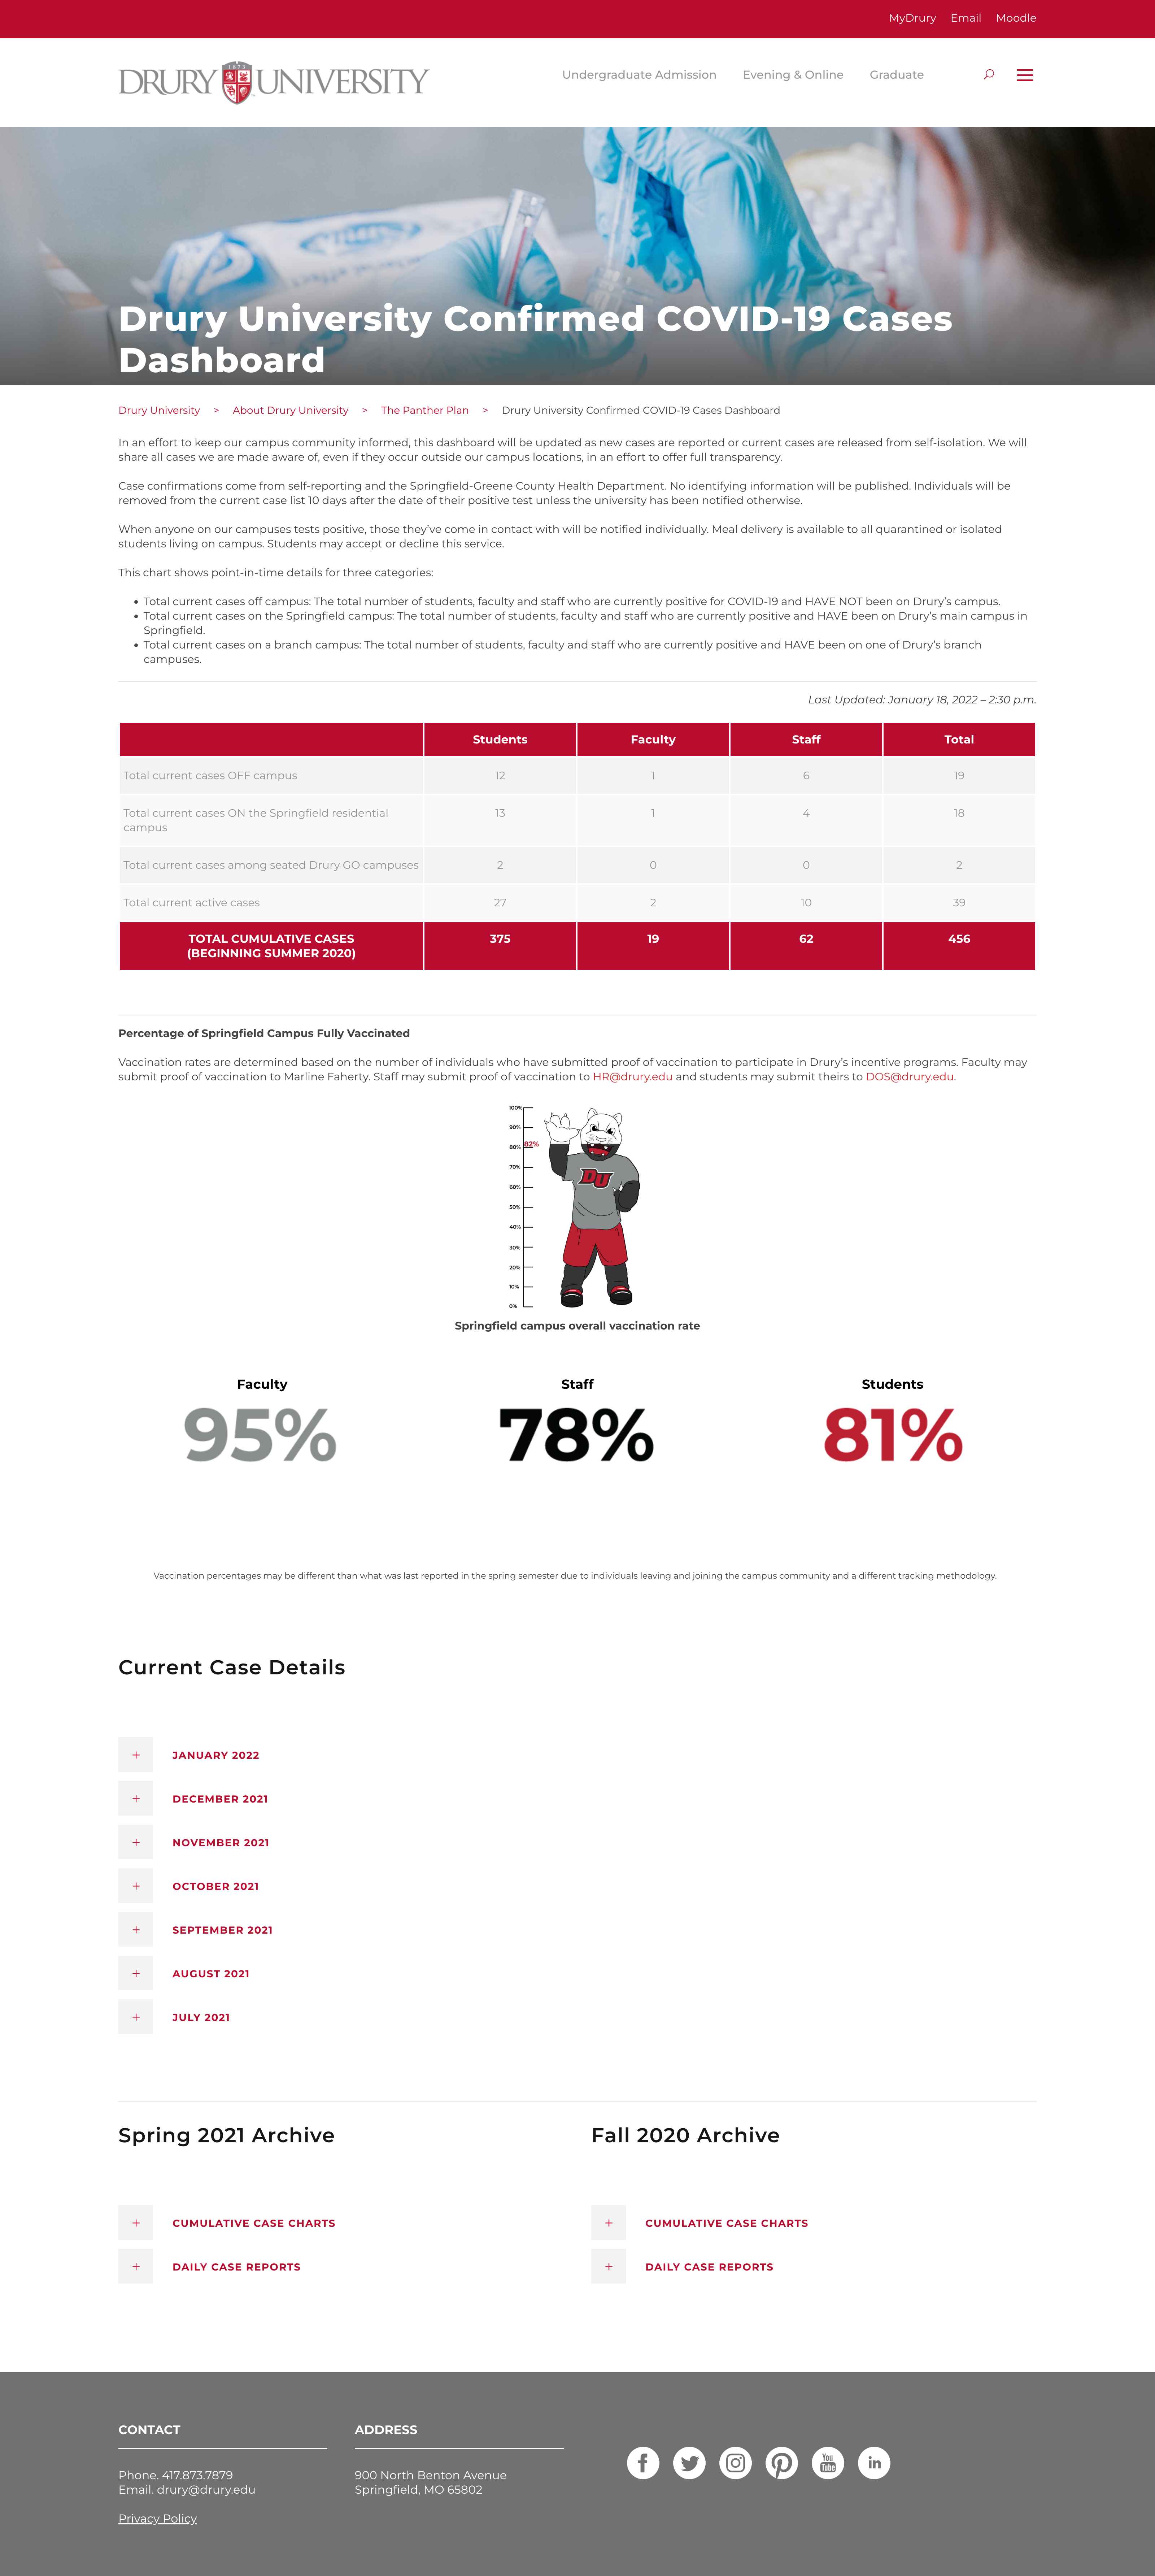 MyDrury Email Moodle
DRURY 1873 UNIVERSITY
Undergraduate Admission Evening & Online Graduate
Drury University Confirmed COVID-19 Cases
Dashboard
Drury University > About Drury University > The Panther Plan > Drury University Confirmed COVID-19 Cases Dashboard
In an effort to keep our campus community informed, this dashboard will be updated as new cases are reported or current cases are released from self-isolation. We will
share all cases we are made aware of, even if they occur outside our campus locations, in an effort to offer full transparency.
Case confirmations come from self-reporting and the Springfield-Greene County Health Department. No identifying information will be published. Individuals will be
removed from the current case list 10 days after the date of their positive test unless the university has been notified otherwise.
When anyone on our campuses tests positive, those they’ve come in contact with will be notified individually. Meal delivery is available to all quarantined or isolated
students living on campus. Students may accept or decline this service.
This chart shows point-in-time details for three categories:
• Total current cases off campus: The total number of students, faculty and staff who are currently positive for COVID-19 and HAVE NOT been on Drury’s campus.
• Total current cases on the Springfield campus: The total number of students, faculty and staff who are currently positive and HAVE been on Drury’s main campus in
Springfield.
• Total current cases on a branch campus: The total number of students, faculty and staff who are currently positive and HAVE been on one of Drury’s branch
campuses.
Last Updated: January 18, 2022 – 2:30 p.m.
Students Faculty Staff Total
Total current cases OFF campus 12 1 6 19
Total current cases ON the Springfield residential
campus 13 1 4 18
Total current cases among seated Drury GO campuses 2 0 0 2
Total current active cases 27 2 10 39
TOTAL CUMULATIVE CASES
(BEGINNING SUMMER 2020) 375 19 62 456
Percentage of Springfield Campus Fully Vaccinated
Vaccination rates are determined based on the number of individuals who have submitted proof of vaccination to participate in Drury’s incentive programs. Faculty may
submit proof of vaccination to Marline Faherty. Staff may submit proof of vaccination to HR@drury.edu and students may submit theirs to DOS@drury.edu.
100%
90%
82%
80%
70%
DU
60%
50%
40%
30%
20%
10%
0%
Springfield campus overall vaccination rate
Faculty Staff Students
95% 78% 81%
Vaccination percentages may be different than what was last reported in the spring semester due to individuals leaving and joining the campus community and a different tracking methodology.
Current Case Details
+ JANUARY 2022
+ DECEMBER 2021
+ NOVEMBER 2021
+ OCTOBER 2021
+ SEPTEMBER 2021
+ AUGUST 2021
+ JULY 2021
Spring 2021 Archive Fall 2020 Archive
+ CUMULATIVE CASE CHARTS + CUMULATIVE CASE CHARTS
+ DAILY CASE REPORTS + DAILY CASE REPORTS
CONTACT ADDRESS
Phone. 417.873.7879 900 North Benton Avenue
Email. drury@drury.edu Springfield, MO 65802
You Tube in
Privacy Policy